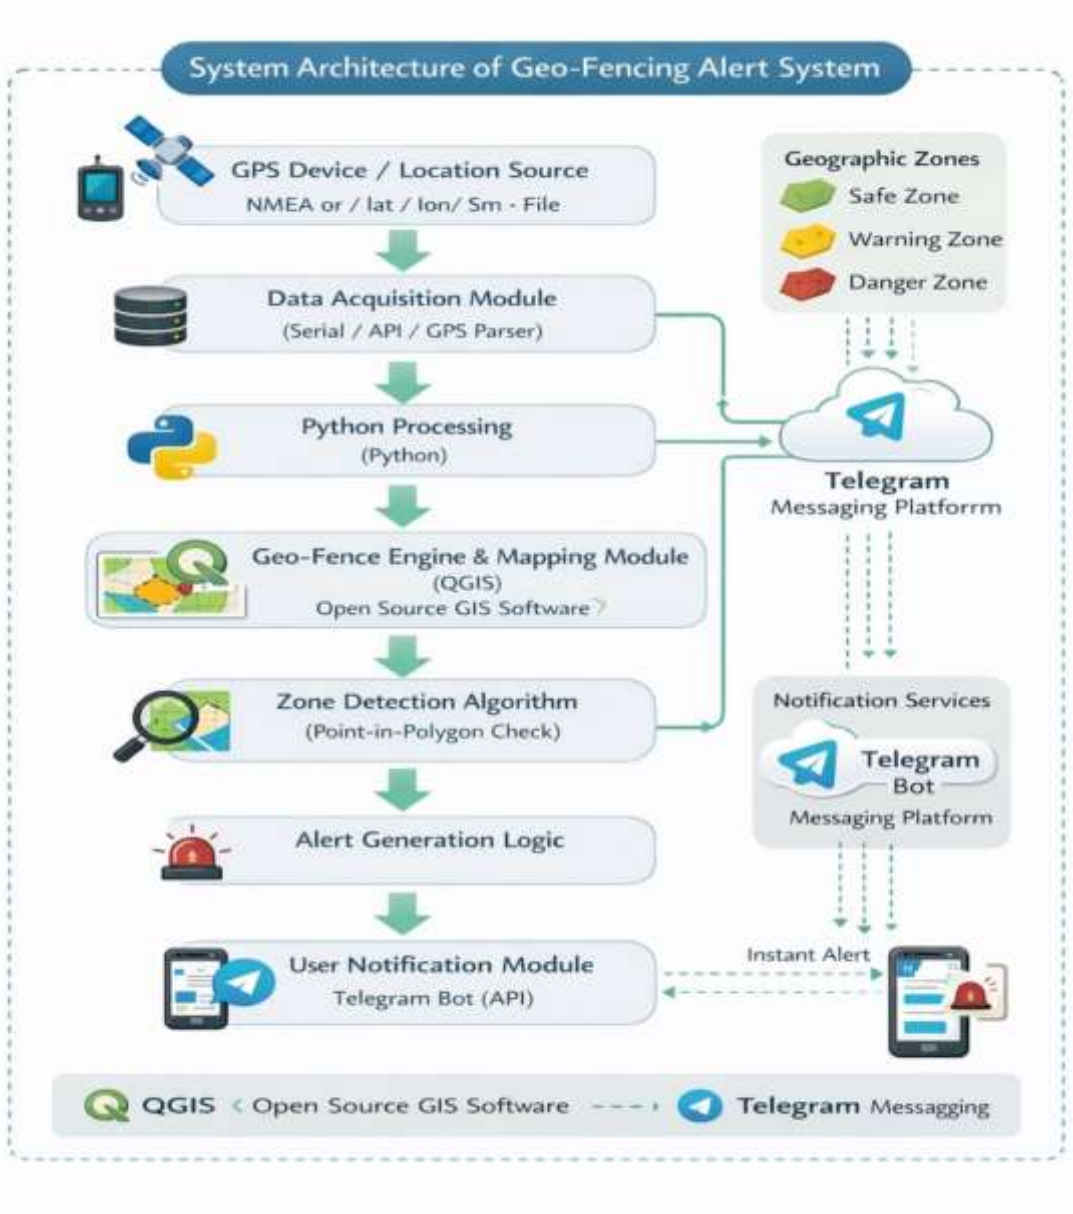 System Architecture of Geo-Fencing Alert System
GPS Device / Location Source
NMEA or / lat / Ion/ Sm - File
Data Acquisition Module
(Serial / API / GPS Parser)
Python Processing
(Python)
Geo-Fence Engine & Mapping Module
(QGIS)
Open Source GIS Software
Zone Detection Algorithm
(Point-in-Polygon Check)
Alert Generation Logic
User Notification Module
Telegram Bot (API)
Geographic Zones
Safe Zone
Warning Zone
Danger Zone
Telegram
Messaging Platforrm
Notification Services
Telegram
Bot
Messaging Platform
Instant Alert
QGIS < Open Source GIS Software
Telegram Messagging